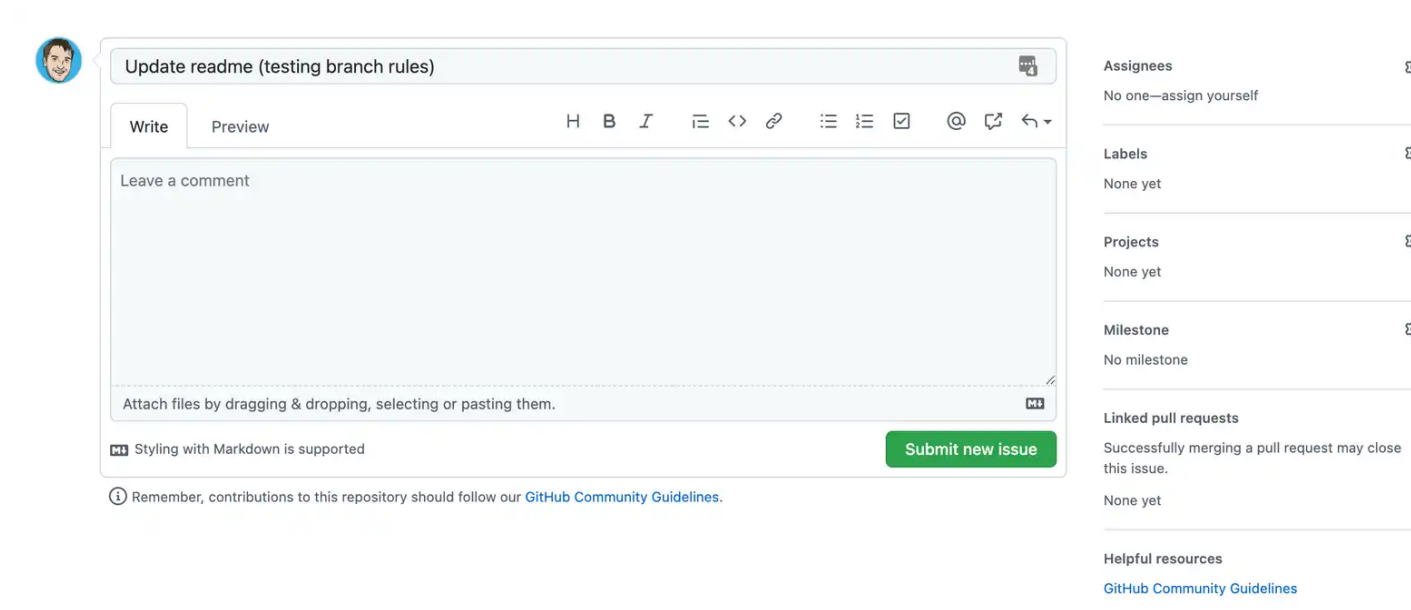 Update readme (testing branch rules)
Write Preview
H B I
Leave a comment
Attach files by dragging & dropping, selecting or pasting them.
Styling with Markdown is supported
Submit new issue
Remember, contributions to this repository should follow our GitHub Community Guidelines.
Assignees
No one—assign yourself
Labels
None yet
Projects
None yet
Milestone
No milestone
Linked pull requests
Successfully merging a pull request may close
this issue.
None yet
Helpful resources
GitHub Community Guidelines